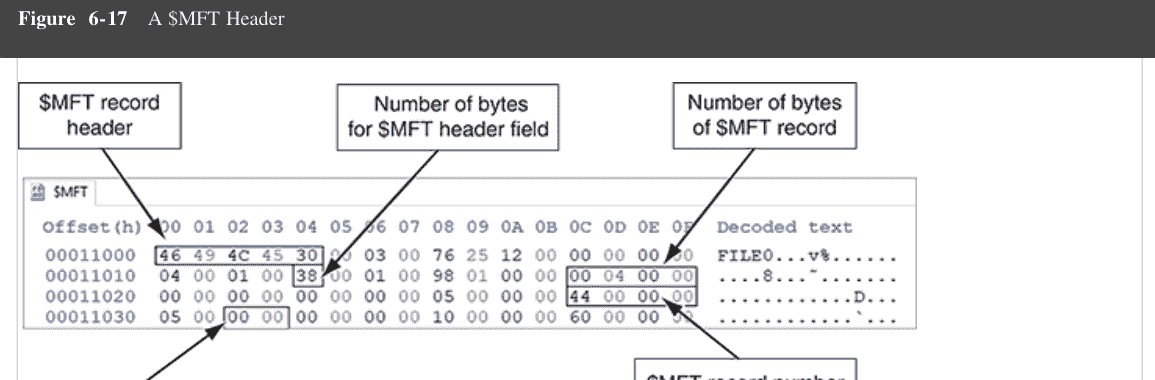 Figure 6-17 A $MFT Header
$MFT record
header
Number of bytes
for $MFT header field
Number of bytes
of $MFT record
$MFT
Offset(h) 00 01 02 03 04 05 06 07 08 09 0A 0B 0C 0D 0E 0F Decoded text
00011000 46 49 4C 45 30 00 03 00 76 25 12 00 00 00 00 00 FILE0...v%......
00011010 04 00 01 00 38 00 01 00 98 01 00 00 00 04 00 00 ....8...˜.......
00011020 00 00 00 00 00 00 00 00 05 00 00 00 44 00 00 00 ............D...
00011030 05 00 00 00 00 00 00 00 10 00 00 00 60 00 00 00 ............`...
$MFT record number